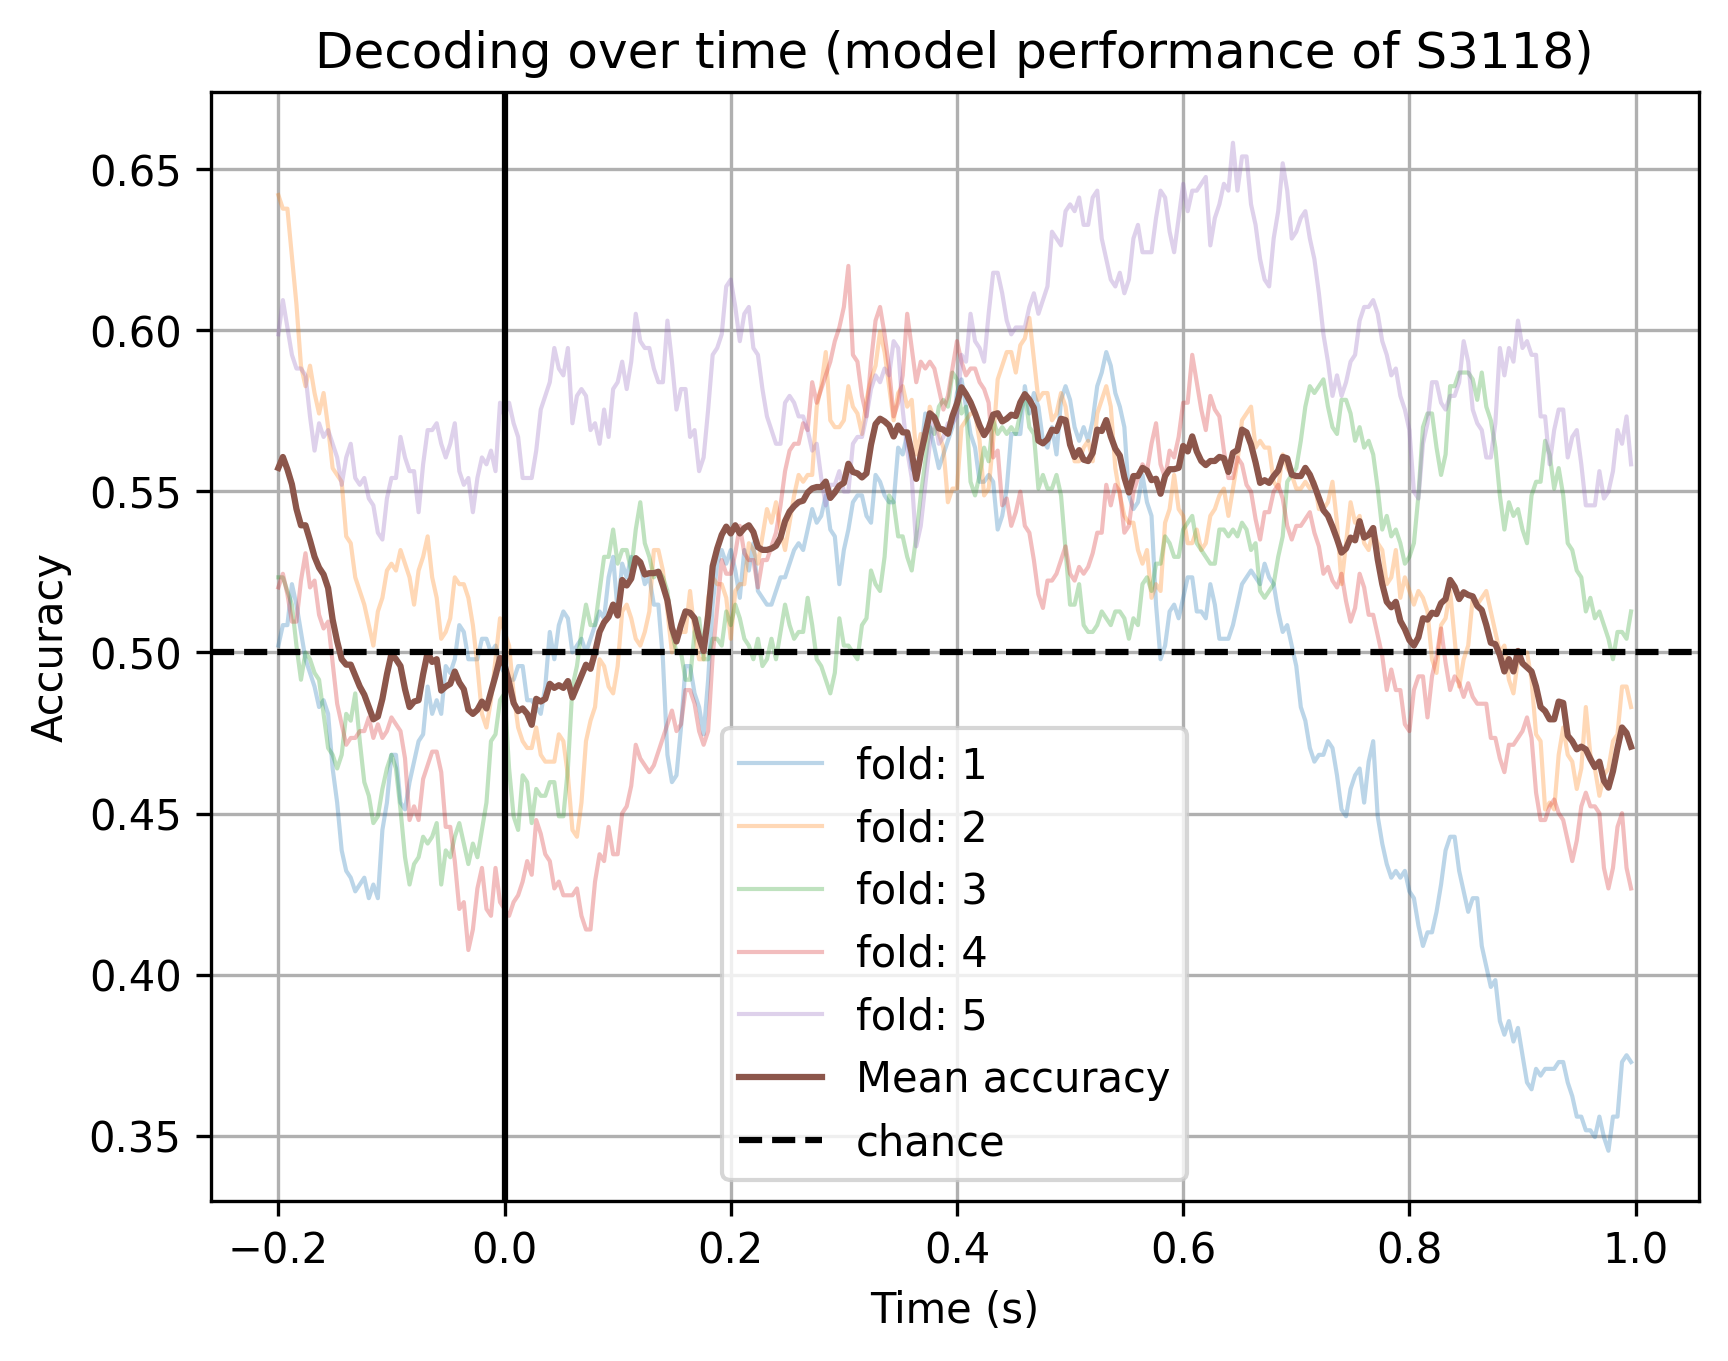 Decoding over time (model performance of S3118)
Accuracy
0.65
0.60
0.55
0.50
0.45
0.40
0.35
fold: 1
fold: 2
fold: 3
fold: 4
fold: 5
Mean accuracy
chance
−0.2 0.0 0.2 0.4 0.6 0.8 1.0
Time (s)